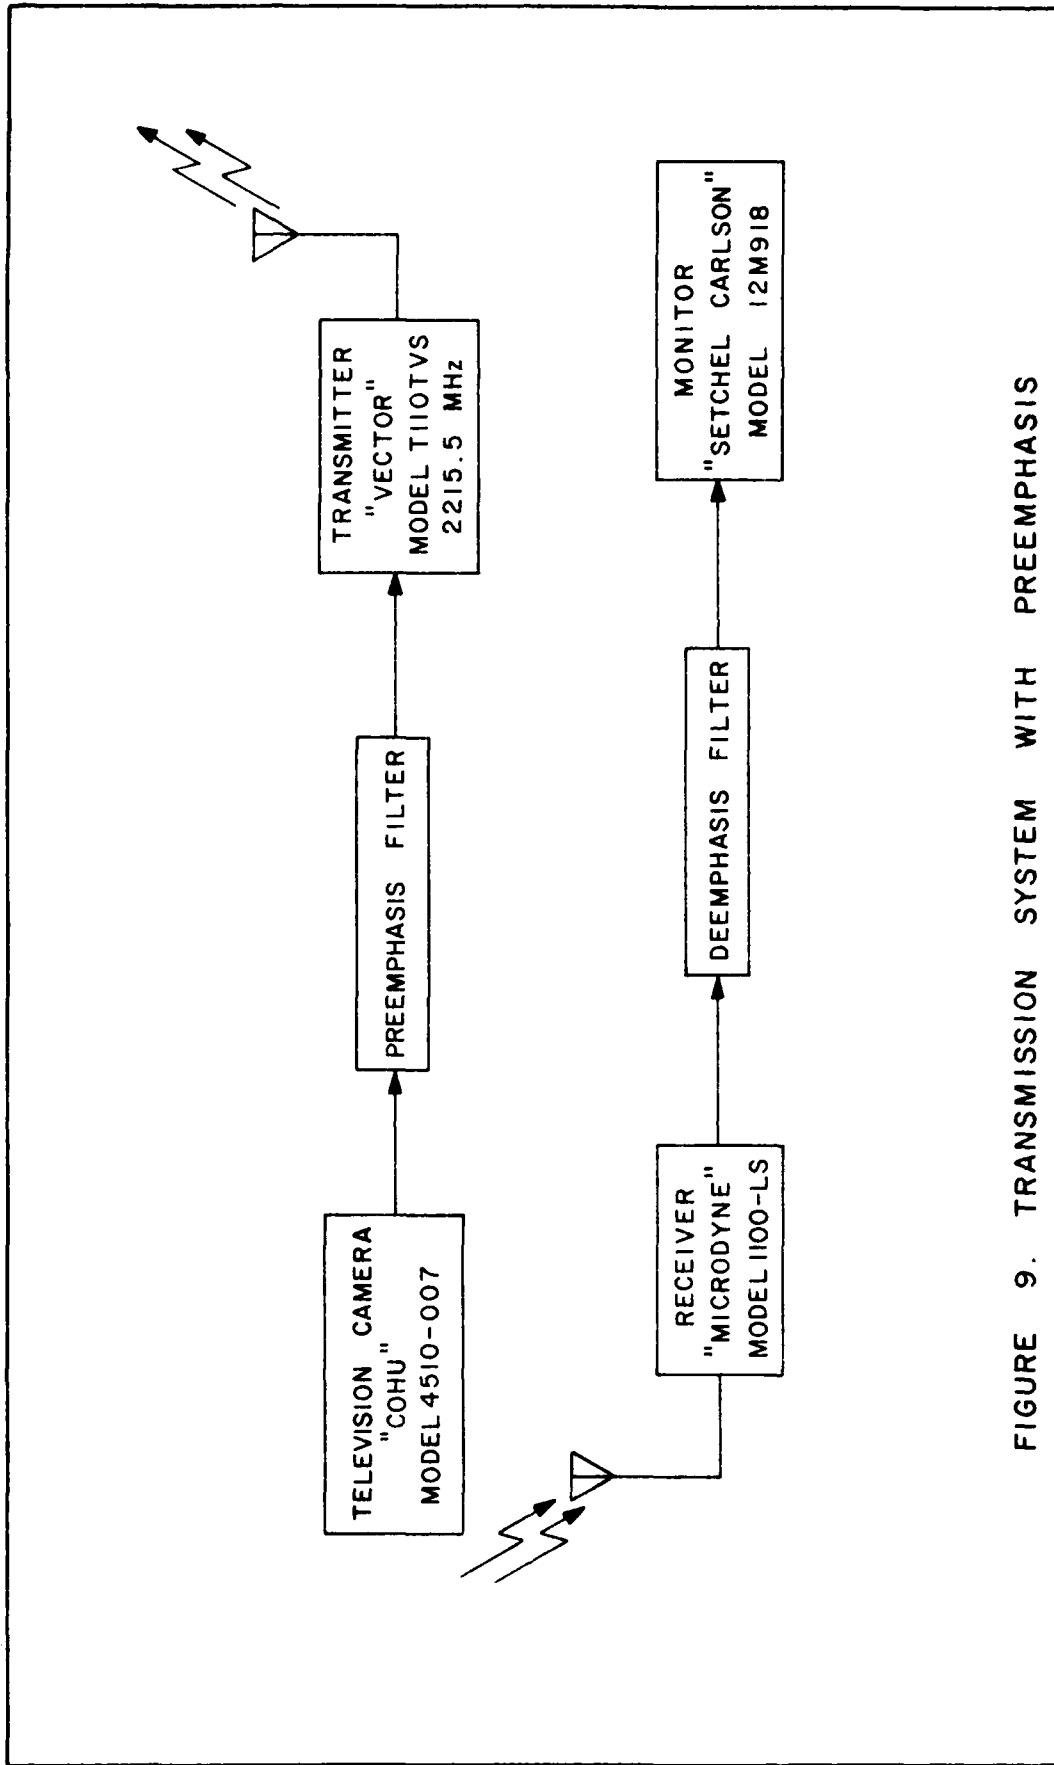 TELEVISION CAMERA
"COHU"
MODEL 4510-007
PREEMPHASIS FILTER
TRANSMITTER
"VECTOR"
MODEL T110TVS
2215.5 MHz
RECEIVER
"MICRODYNE"
MODEL 1100-LS
DEEMPHASIS FILTER
MONITOR
"SETCHEL CARLSON"
MODEL 12M918
FIGURE 9. TRANSMISSION SYSTEM WITH PREEMPHASIS